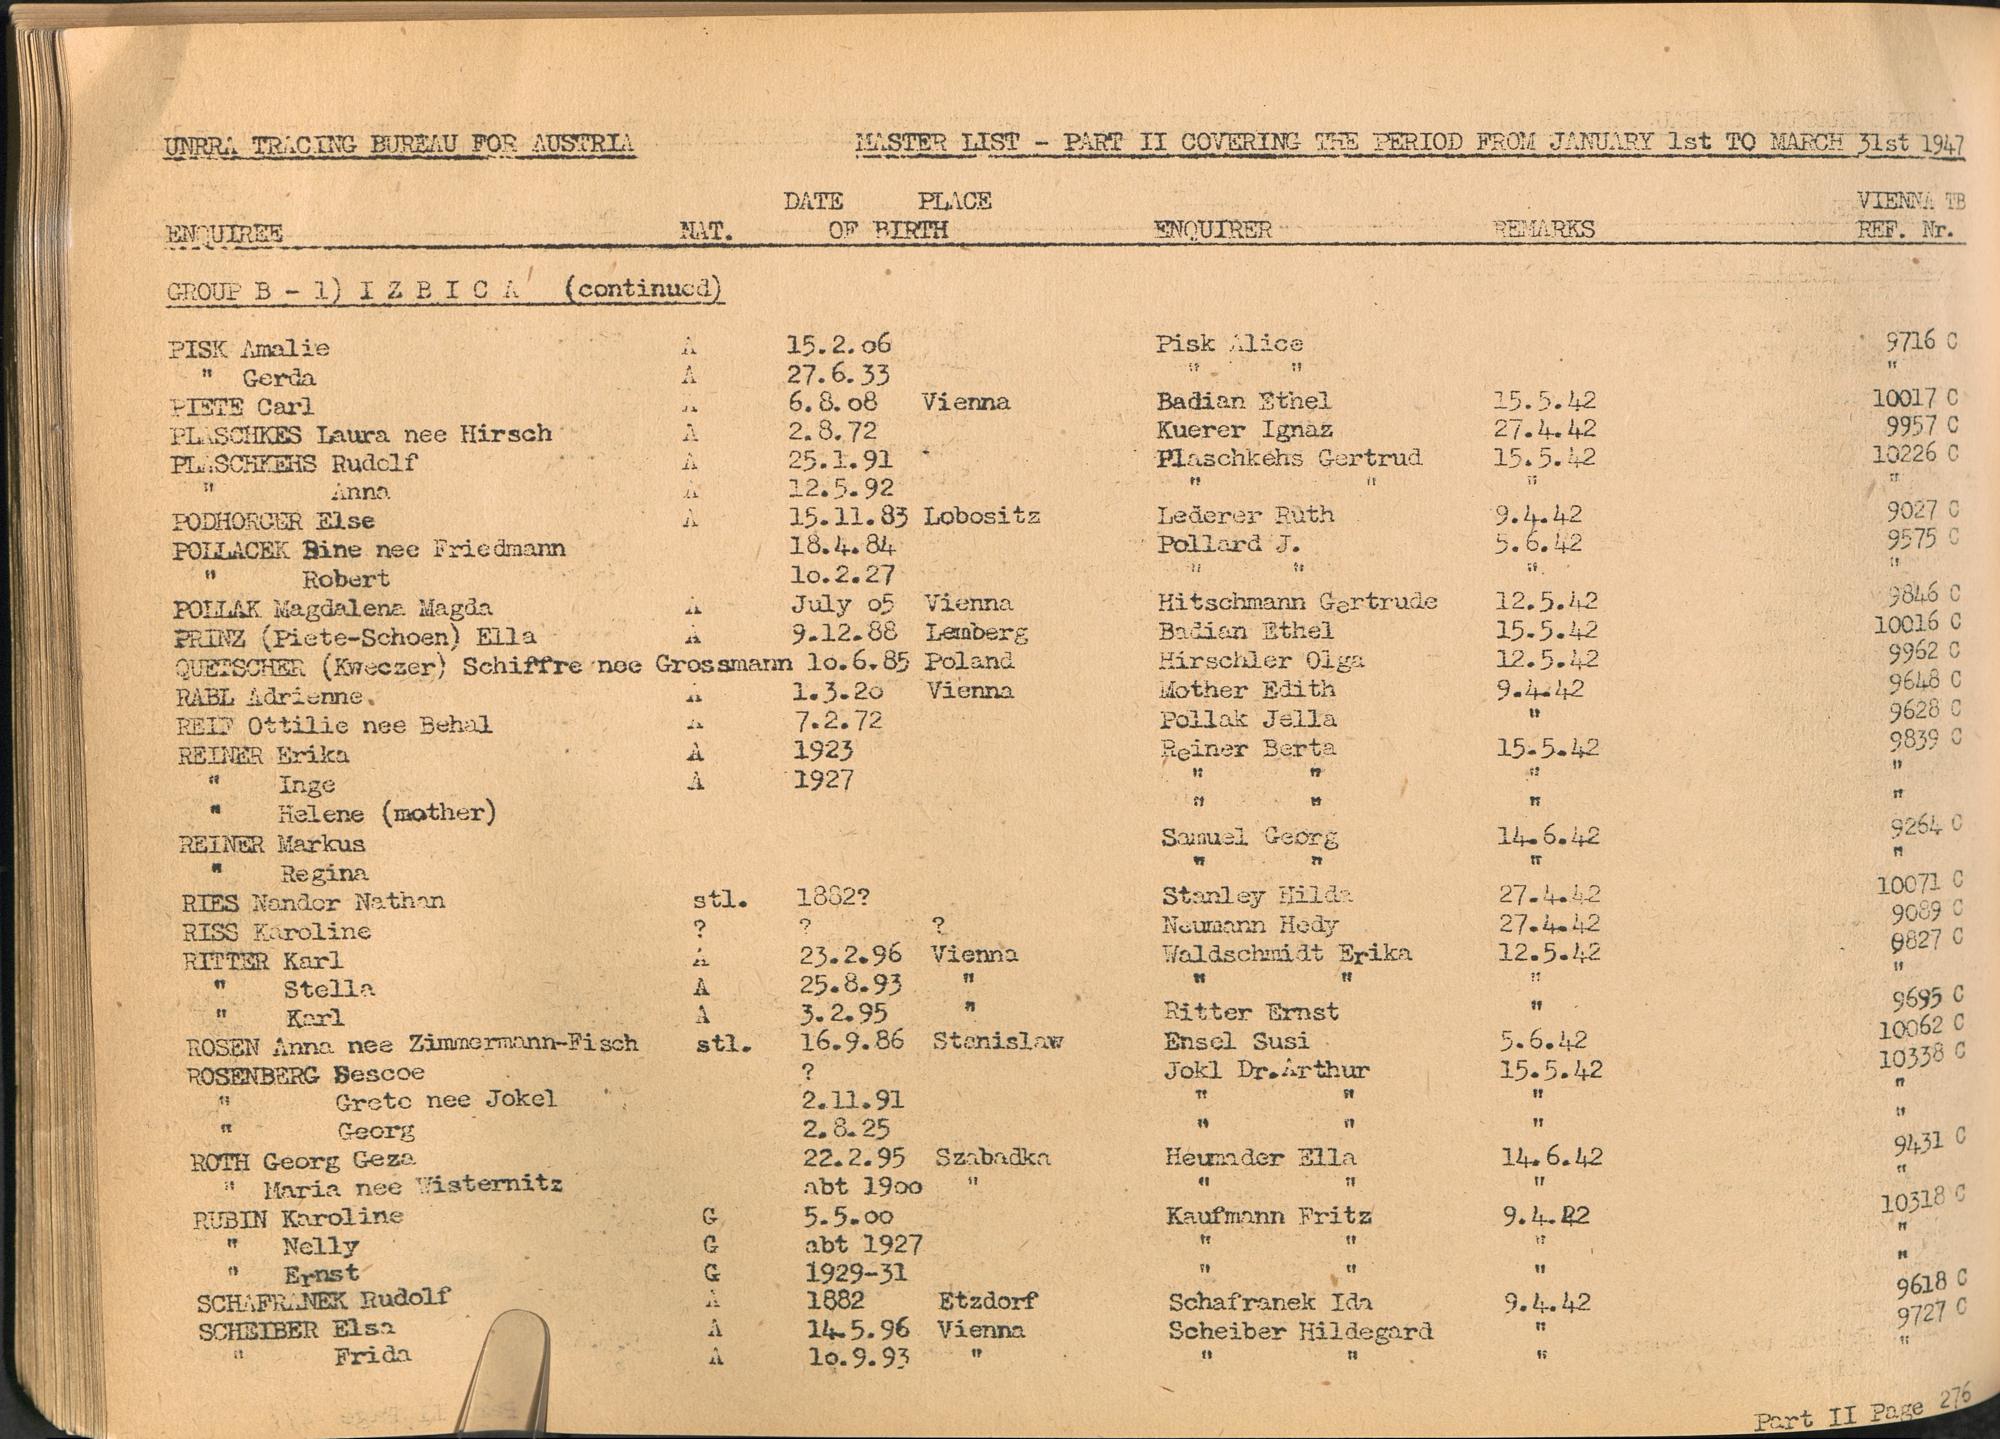 UNRRA TRACING BUREAU FOR AUSTRIA MASTER LIST - PART II COVERING THE PERIOD FROM JANUARY 1st TO MARCH 31st 1947
DATE PLACE VIENNA TB
ENQUIREE NAT. OF BIRTH ENQUIRER REMARKS REF. Nr.
GROUP B - 1) I Z B I C A (continued)
PISK Amalie A 15.2.06 Pisk Alice 9716 C
" Gerda A 27.6.33 " " "
PIETE Carl A 6.8.08 Vienna Badian Ethel 15.5.42 10017 C
PLASCHKES Laura nee Hirsch A 2.8.72 Kuerer Ignaz 27.4.42 9957 C
PLASCHKEHS Rudolf A 25.1.91 Plaschkehs Gertrud 15.5.42 10226 C
" Anna A 12.5.92 " " " "
PODHORCER Else A 15.11.83 Lobositz Lederer Ruth 9.4.42 9027 C
POLLACEK Bine nee Friedmann 18.4.84 Pollard J. 5.6.42 9575 C
" Robert 10.2.27 " " " "
POLLAK Magdalena Magda A July 05 Vienna Hitschmann Gertrude 12.5.42 9846 C
PRINZ (Piete-Schoen) Ella A 9.12.88 Lemberg Badian Ethel 15.5.42 10016 C
QUETSCHER (Kweczer) Schiffre nee Grossmann 10.6.85 Poland Hirschler Olga 12.5.42 9962 C
RABL Adrienne. A 1.3.20 Vienna Mother Edith 9.4.42 9648 C
REIF Ottilie nee Behal A 7.2.72 Pollak Jella " 9628 C
REINER Erika A 1923 Reiner Berta 15.5.42 9839 C
" Inge A 1927 " " " "
" Helene (mother) " " " "
REINER Markus Samuel Georg 14.6.42 9264 C
" Regina " " " "
RIES Nandor Nathan stl. 1882? Stanley Hilda 27.4.42 10071 C
RISS Karoline ? ? ? Neumann Hedy 27.4.42 9089 C
RITTER Karl A 23.2.96 Vienna Waldschmidt Erika 12.5.42 9827 C
" Stella A 25.8.93 " " " " "
" Karl A 3.2.95 " Ritter Ernst " 9695 C
ROSEN Anna nee Zimmermann-Fisch stl. 16.9.86 Stanislaw Ensel Susi 5.6.42 10062 C
ROSENBERG Sescoe ? Jokl Dr.Arthur 15.5.42 10338 C
" Grete nee Jokel 2.11.91 " " " "
" Georg 2.8.25 " " " "
ROTH Georg Geza 22.2.95 Szabadka Heumader Ella 14.6.42 9431 C
" Maria nee Wisternitz abt 1900 " " " " "
RUBIN Karoline G 5.5.00 Kaufmann Fritz 9.4.42 10318 C
" Nelly G abt 1927 " " " "
" Ernst G 1929-31 " " " "
SCHAFRANEK Rudolf A 1882 Etzdorf Schafranek Ida 9.4.42 9618 C
SCHEIBER Elsa A 14.5.96 Vienna Scheiber Hildegard " 9727 C
" Frida A 10.9.93 " " " " "
Part II Page 276